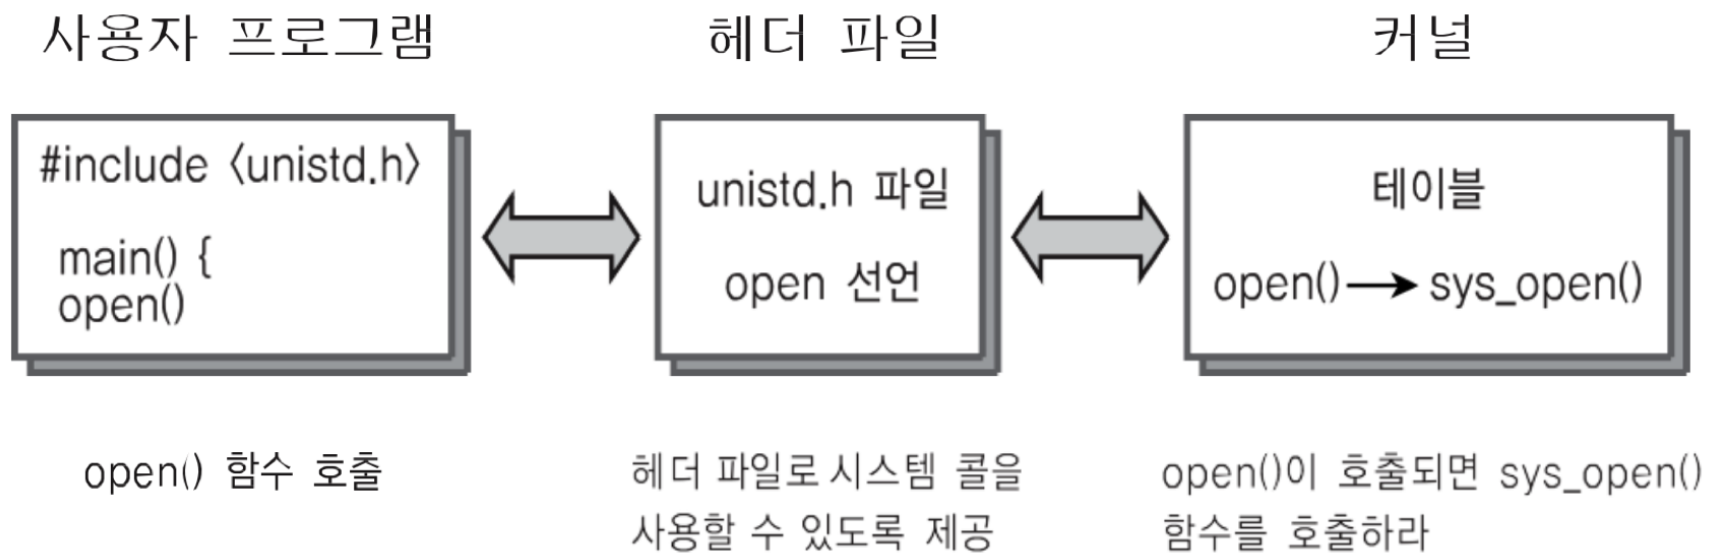 사용자 프로그램
헤더 파일
커널
#include 〈unistd.h〉
main() {
open()
unistd.h 파일
open 선언
테이블
open()→sys_open()
open() 함수 호출
헤더 파일로 시스템 콜을
사용할 수 있도록 제공
open()이 호출되면 sys_open()
함수를 호출하라